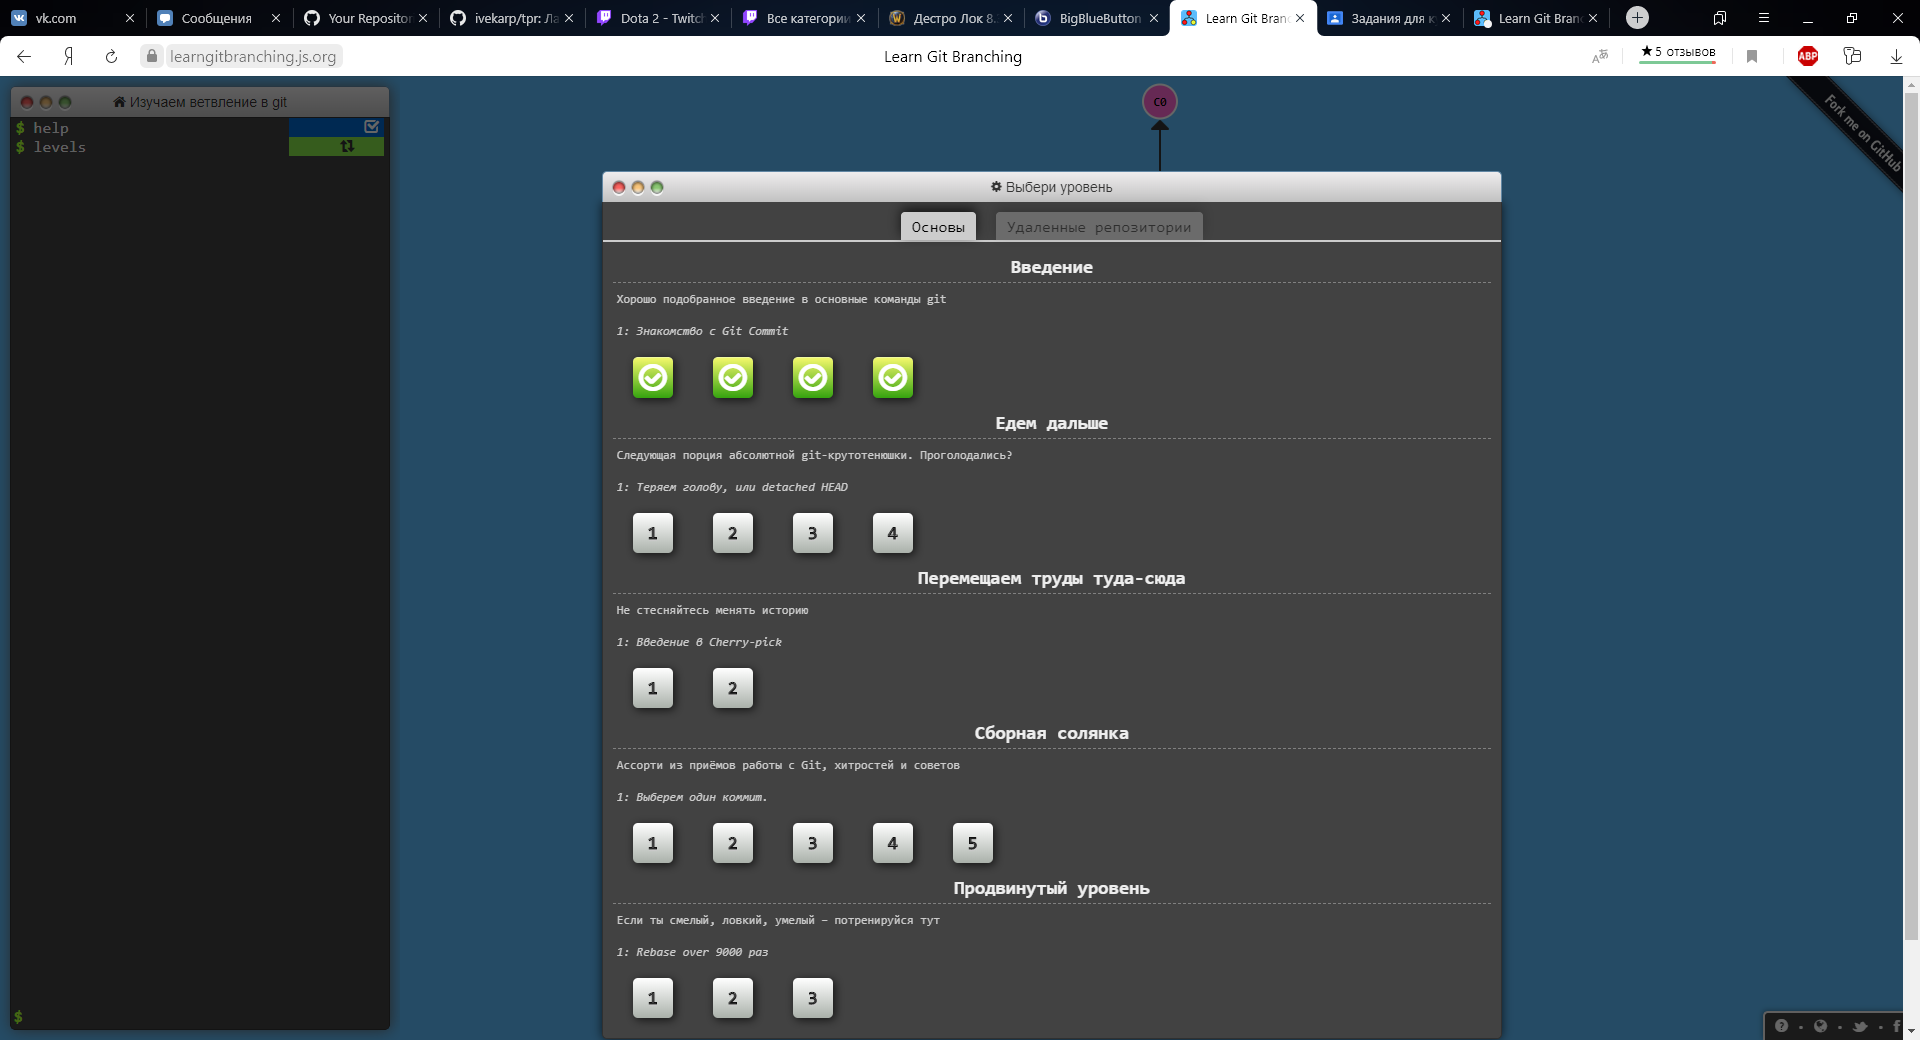 vk.com
Сообщения
Your Repositor
ivekarp/tpr: Ла
Dota 2 - Twitch
Все категории
Дестро Лок 8.
BigBlueButton
Learn Git Branc
Задания для к
Learn Git Bran
learngitbranching.js.org
Learn Git Branching
★5 отзывов
ABP
Изучаем ветвление в git
$ help
$ levels
$
C0
Fork me on GitHub
Выбери уровень
Основы
Удаленные репозитории
Введение
Хорошо подобранное введение в основные команды git
1: Знакомство с Git Commit
Едем дальше
Следующая порция абсолютной git-крутотенюшки. Проголодались?
1: Теряем голову, или detached HEAD
1 2 3 4
Перемещаем труды туда-сюда
Не стесняйтесь менять историю
1: Введение в Cherry-pick
1 2
Сборная солянка
Ассорти из приёмов работы с Git, хитростей и советов
1: Выберем один коммит.
1 2 3 4 5
Продвинутый уровень
Если ты смелый, ловкий, умелый – потренируйся тут
1: Rebase over 9000 раз
1 2 3